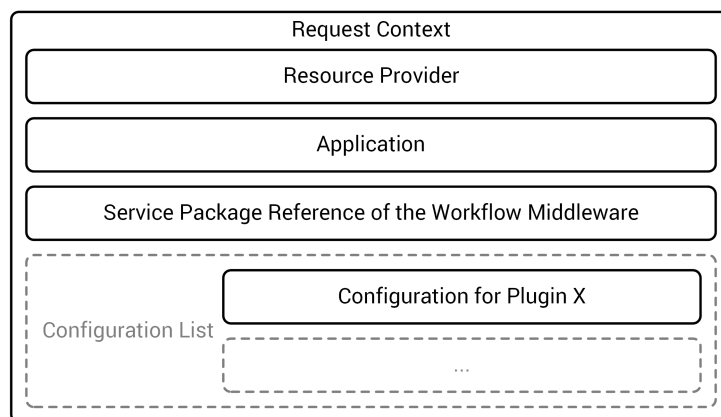 Request Context
Resource Provider
Application
Service Package Reference of the Workflow Middleware
Configuration for Plugin X
Configuration List
...